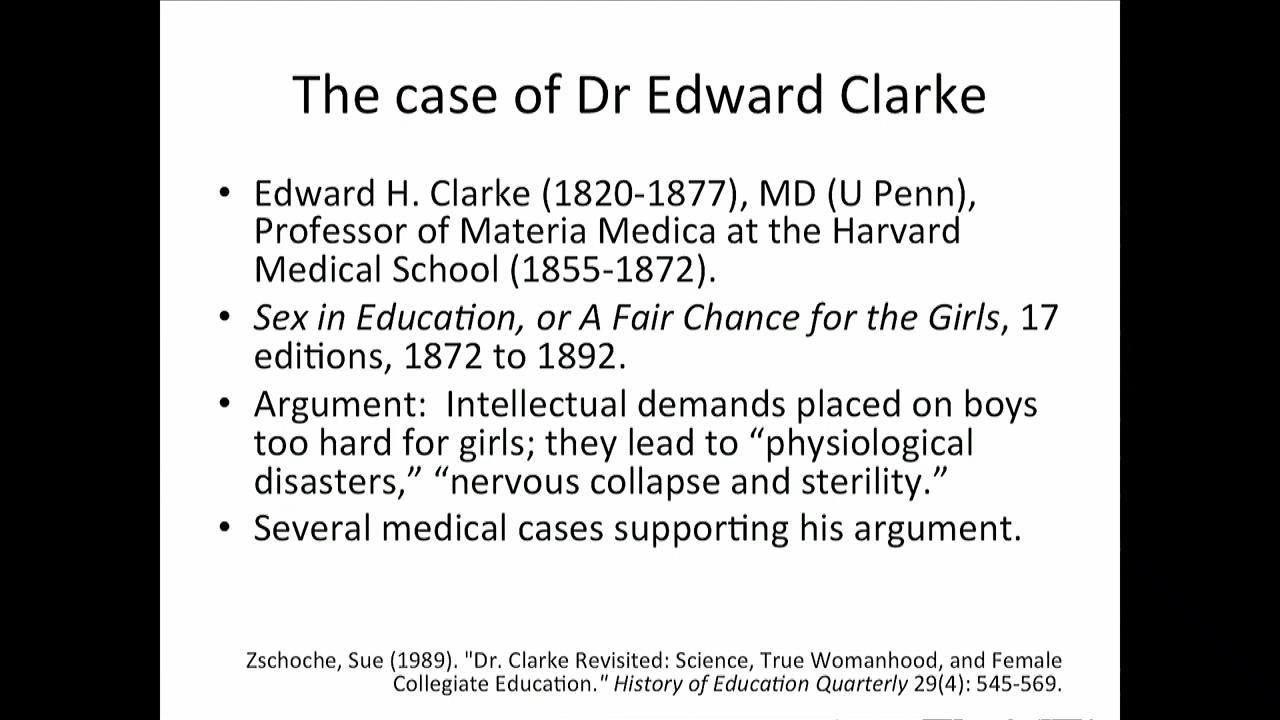 The case of Dr Edward Clarke
• Edward H. Clarke (1820-1877), MD (U Penn),
Professor of Materia Medica at the Harvard
Medical School (1855-1872).
• Sex in Education, or A Fair Chance for the Girls, 17
editions, 1872 to 1892.
• Argument:  Intellectual demands placed on boys
too hard for girls; they lead to “physiological
disasters,” “nervous collapse and sterility.”
• Several medical cases supporting his argument.
Zschoche, Sue (1989). "Dr. Clarke Revisited: Science, True Womanhood, and Female
Collegiate Education." History of Education Quarterly 29(4): 545-569.